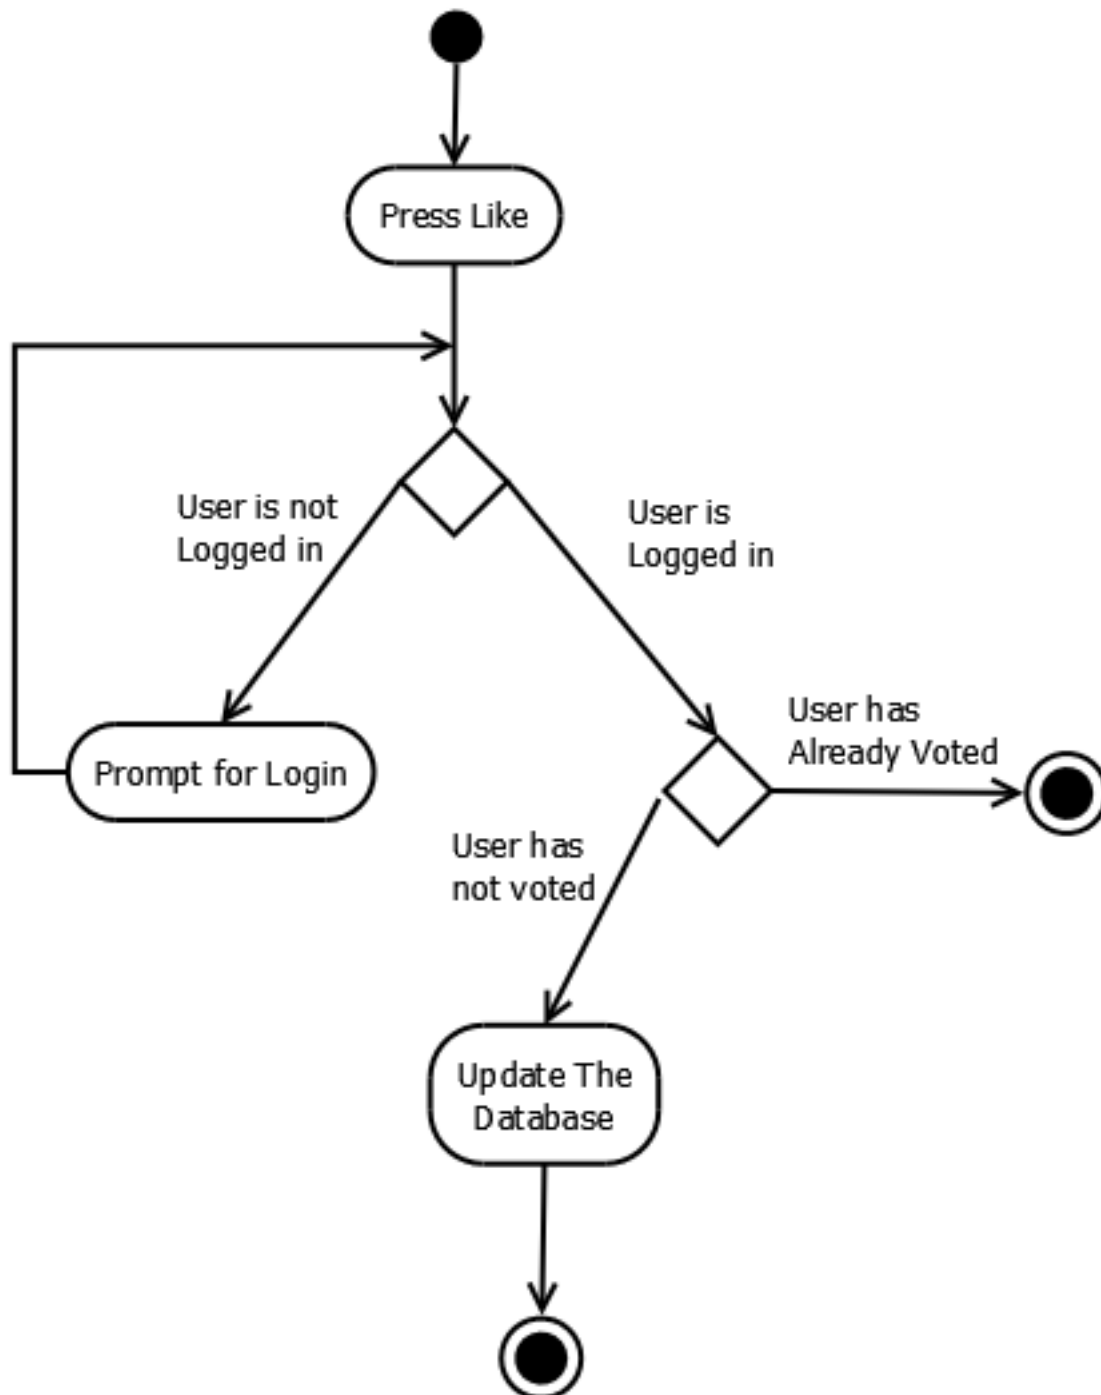 Press Like
User is not
Logged in
User is
Logged in
Prompt for Login
User has
Already Voted
User has
not voted
Update The
Database